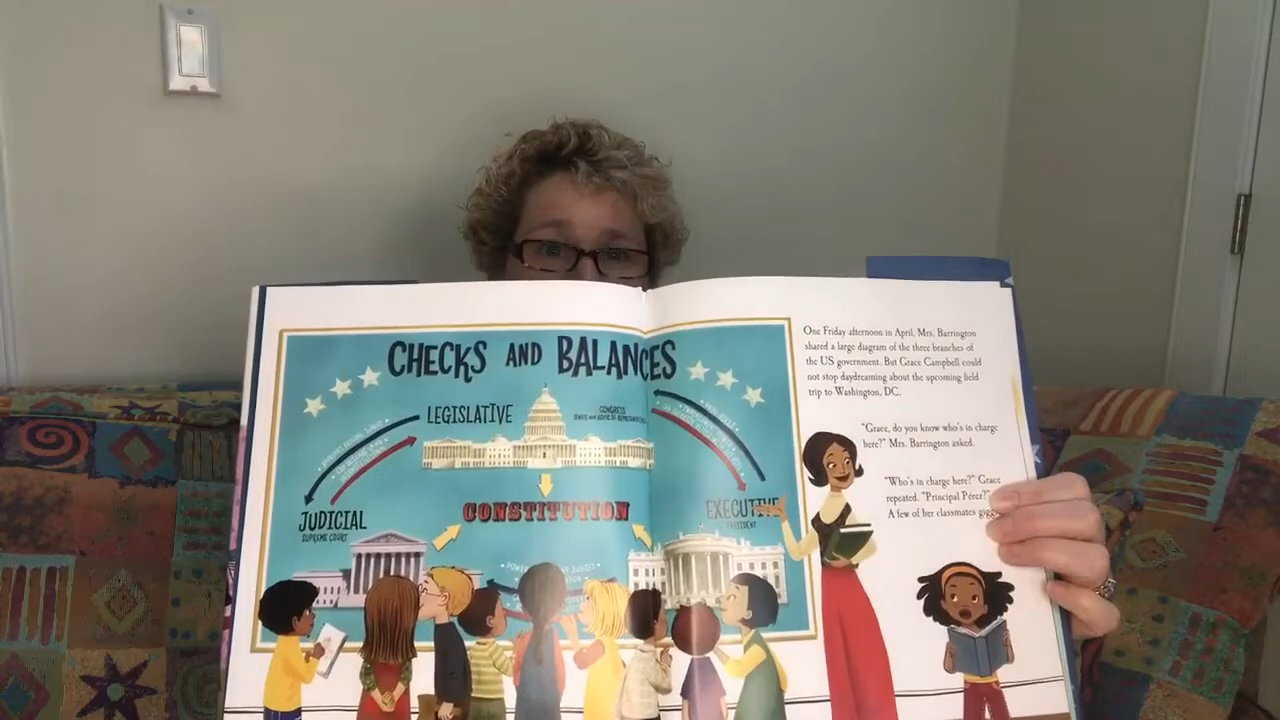 CHECKS AND BALANCES
LEGISLATIVE
CONGRESS
CONSTITUTION
JUDICIAL
SUPREME COURT
EXECUTIVE
PRESIDENT
One Friday afternoon in April, Mrs. Barrington
shared a large diagram of the three branches of
the US government. But Grace Campbell could
not stop daydreaming about the upcoming field
trip to Washington, DC.
"Grace, do you know who's in charge
here?" Mrs. Barrington asked.
"Who's in charge here?" Grace
repeated. "Principal Pérez?"
A few of her classmates